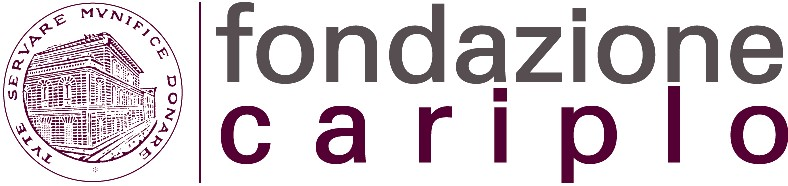 TVTE SERVARE MVNIFICE DONARE
fondazione
cariplo